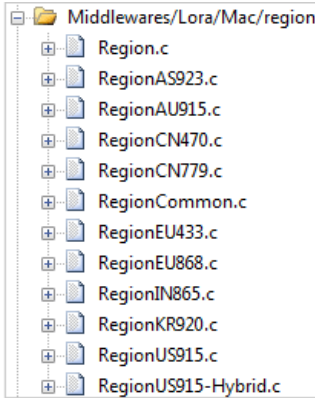 Middlewares/Lora/Mac/region
Region.c
RegionAS923.c
RegionAU915.c
RegionCN470.c
RegionCN779.c
RegionCommon.c
RegionEU433.c
RegionEU868.c
RegionIN865.c
RegionKR920.c
RegionUS915.c
RegionUS915-Hybrid.c